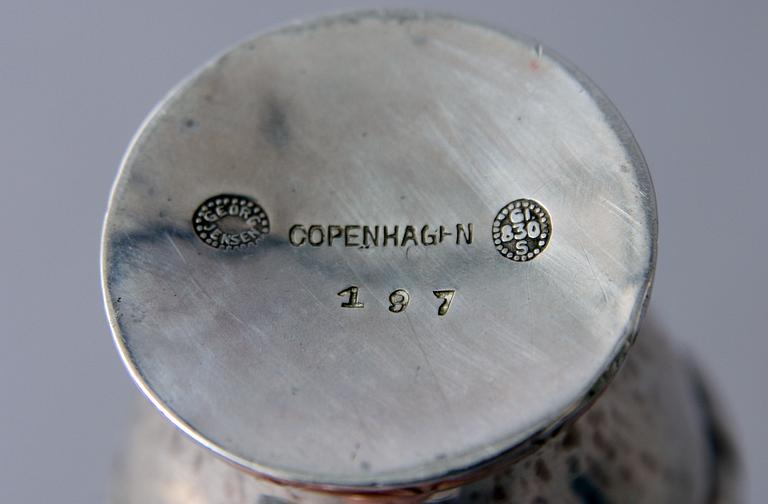 GEORG
JENSEN
COPENHAGEN
GI
830
S
197